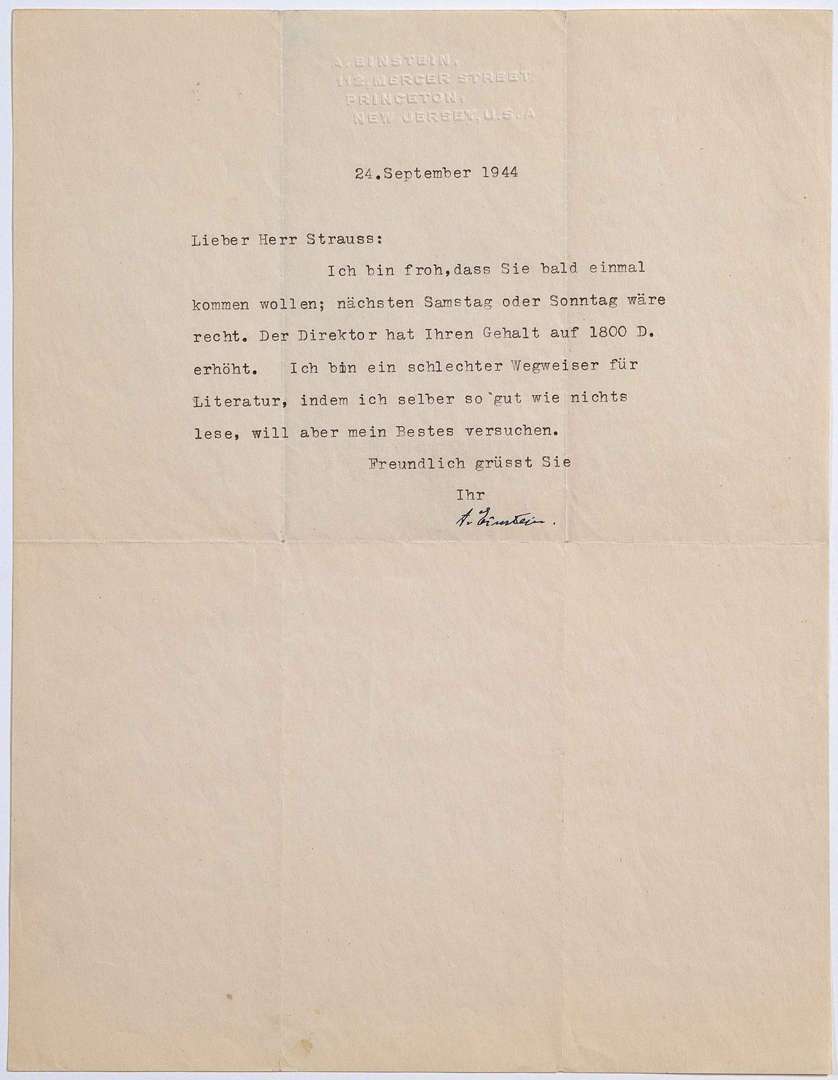 A. EINSTEIN,
112, MERCER STREET
PRINCETON,
NEW JERSEY, U.S.A
24.September 1944
Lieber Herr Strauss:
Ich bin froh,dass Sie bald einmal
kommen wollen; nächsten Samstag oder Sonntag wäre
recht. Der Direktor hat Ihren Gehalt auf 1800 D.
erhöht. Ich bin ein schlechter Wegweiser für
Literatur, indem ich selber so gut wie nichts
lese, will aber mein Bestes versuchen.
Freundlich grüsst Sie
Ihr
A. Einstein.